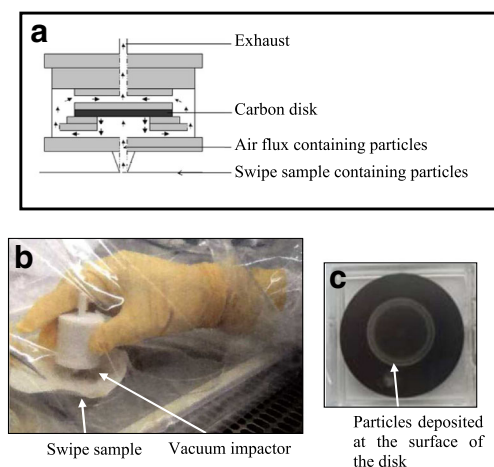 a
Exhaust
Carbon disk
Air flux containing particles
Swipe sample containing particles
b
Swipe sample
Vacuum impactor
c
Particles deposited
at the surface of
the disk